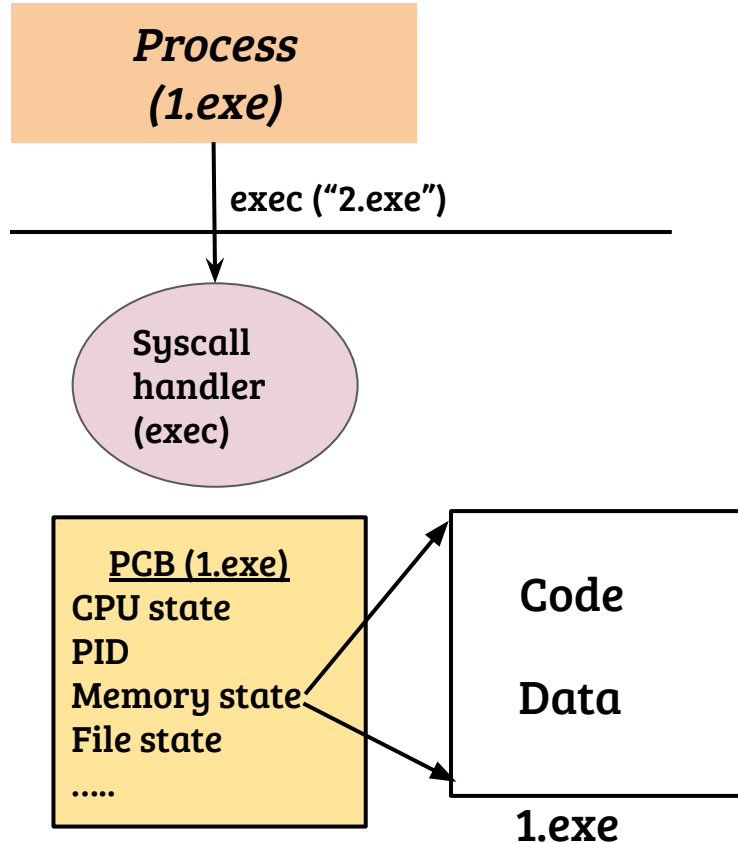 Process
(1.exe)
exec (“2.exe”)
Syscall
handler
(exec)
PCB (1.exe)
CPU state
PID
Memory state
File state
.....
Code
Data
1.exe